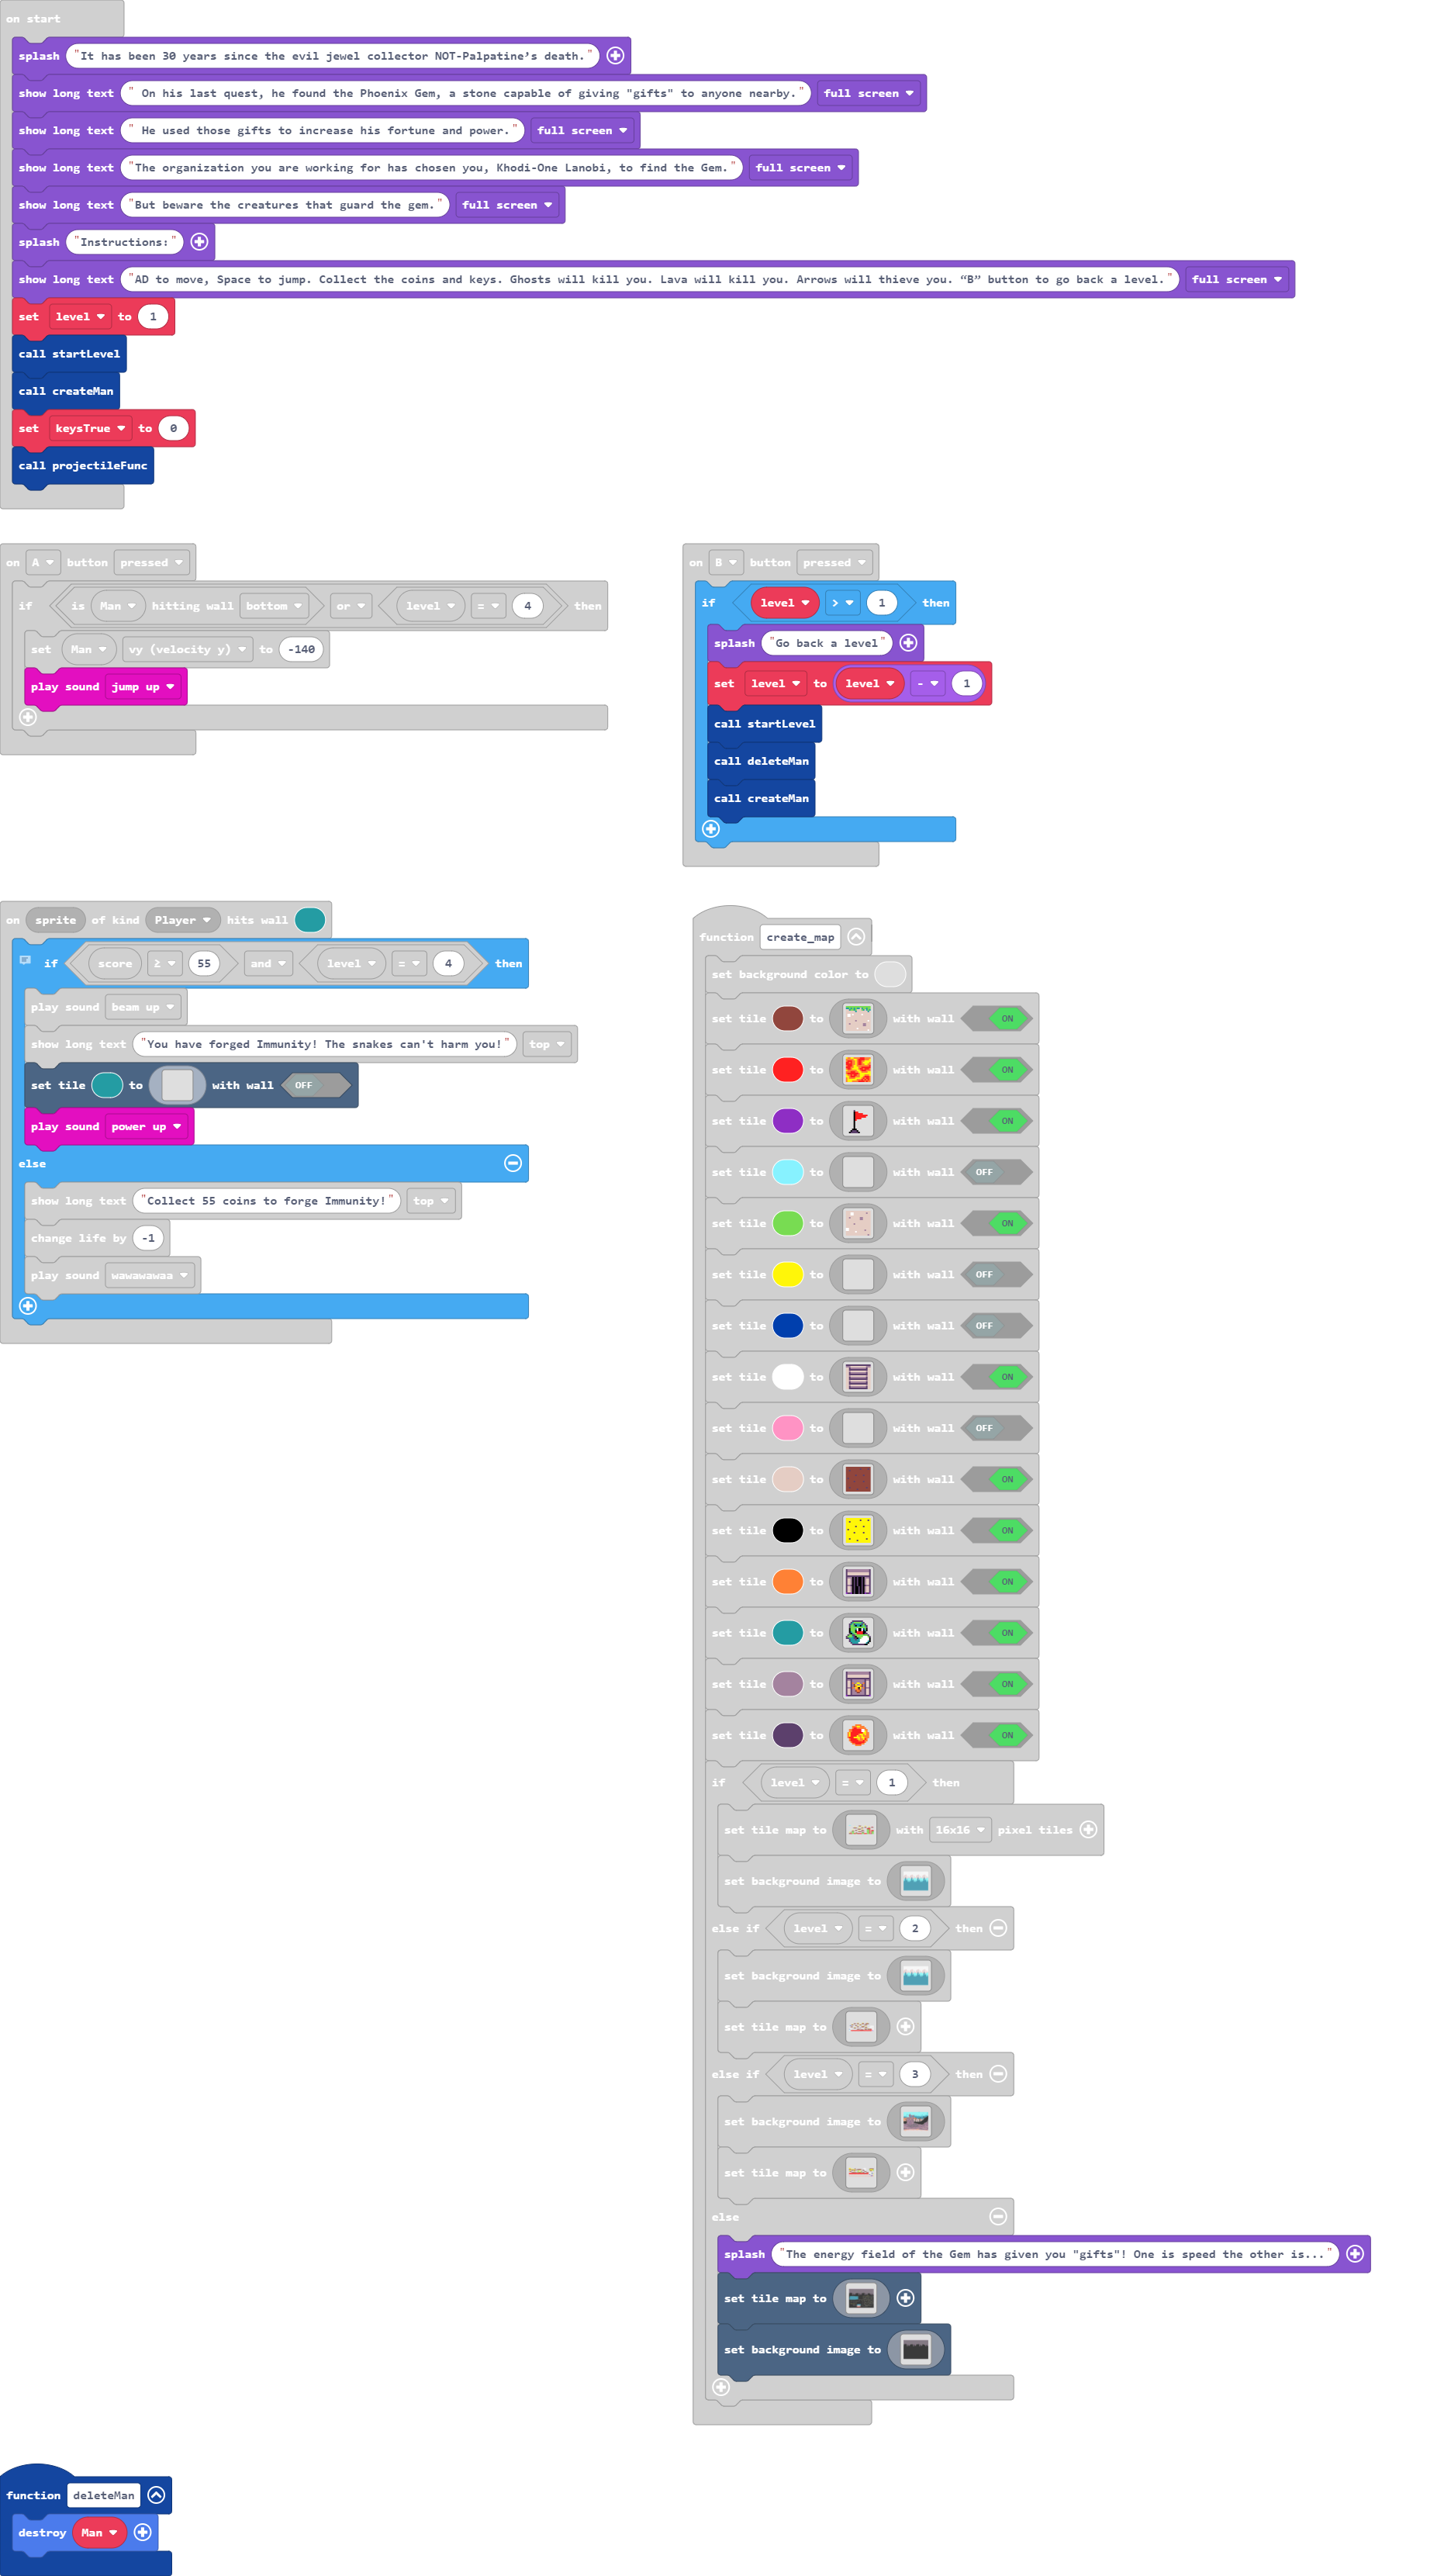 on start
splash "It has been 30 years since the evil jewel collector NOT-Palpatine’s death."
show long text " On his last quest, he found the Phoenix Gem, a stone capable of giving "gifts" to anyone nearby." full screen
show long text " He used those gifts to increase his fortune and power." full screen
show long text "The organization you are working for has chosen you, Khodi-One Lanobi, to find the Gem." full screen
show long text "But beware the creatures that guard the gem." full screen
splash "Instructions:"
show long text "AD to move, Space to jump. Collect the coins and keys. Ghosts will kill you. Lava will kill you. Arrows will thieve you. “B” button to go back a level." full screen
set level to 1
call startLevel
call createMan
set keysTrue to 0
call projectileFunc
on A button pressed
if is Man hitting wall bottom or level = 4 then
set Man vy (velocity y) to -140
play sound jump up
on B button pressed
if level > 1 then
splash "Go back a level"
set level to level - 1
call startLevel
call deleteMan
call createMan
on sprite of kind Player hits wall
if score ≥ 55 and level = 4 then
play sound beam up
show long text "You have forged Immunity! The snakes can't harm you!" top
set tile to with wall OFF
play sound power up
else
show long text "Collect 55 coins to forge Immunity!" top
change life by -1
play sound wawawawaa
function create_map
set background color to
set tile to with wall ON
set tile to with wall ON
set tile to with wall ON
set tile to with wall OFF
set tile to with wall ON
set tile to with wall OFF
set tile to with wall OFF
set tile to with wall ON
set tile to with wall OFF
set tile to with wall ON
set tile to with wall ON
set tile to with wall ON
set tile to with wall ON
set tile to with wall ON
set tile to with wall ON
if level = 1 then
set tile map to with 16x16 pixel tiles
set background image to
else if level = 2 then
set background image to
set tile map to
else if level = 3 then
set background image to
set tile map to
else
splash "The energy field of the Gem has given you "gifts"! One is speed the other is..."
set tile map to
set background image to
function deleteMan
destroy Man